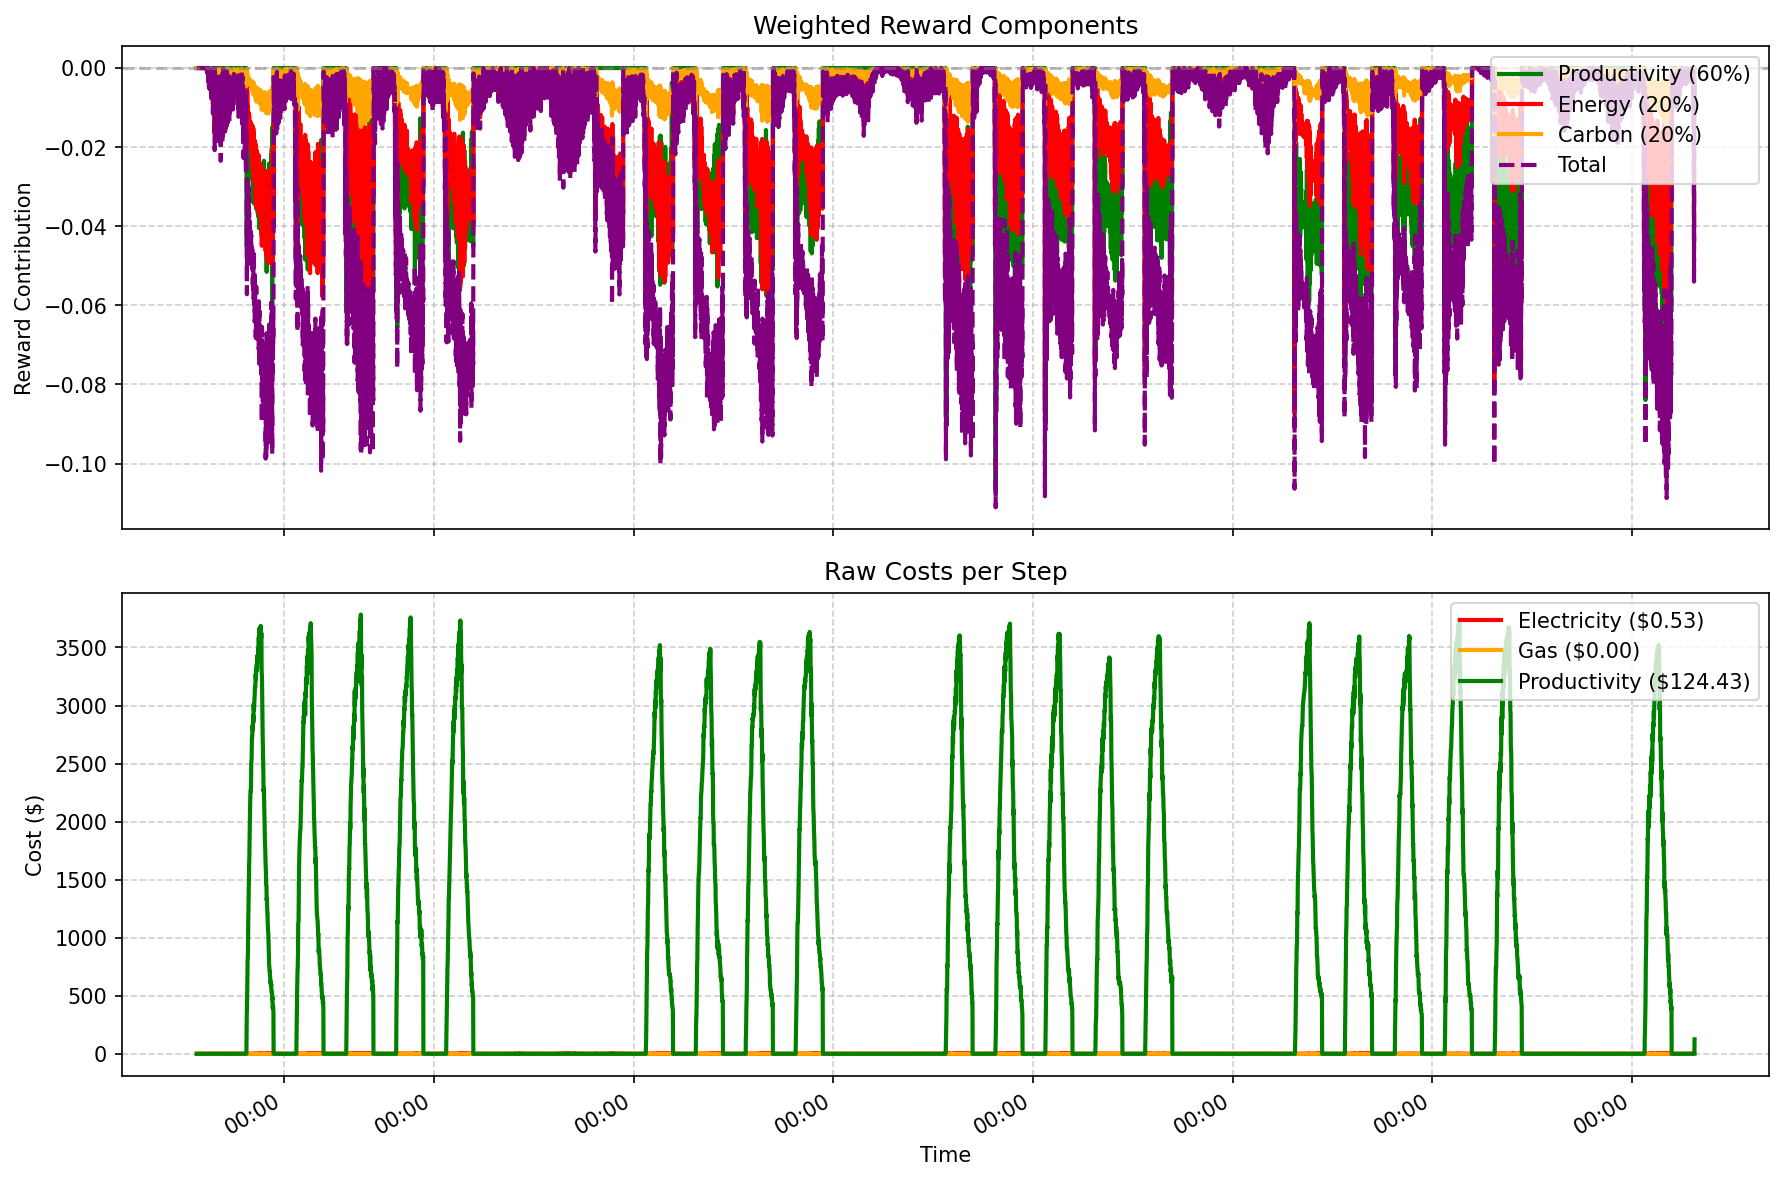 Weighted Reward Components
Reward Contribution
0.00
−0.02
−0.04
−0.06
−0.08
−0.10
Productivity (60%)
Energy (20%)
Carbon (20%)
Total
Raw Costs per Step
Cost ($)
3500
3000
2500
2000
1500
1000
500
0
Electricity ($0.53)
Gas ($0.00)
Productivity ($124.43)
00:00 00:00 00:00 00:00 00:00 00:00 00:00 00:00
Time